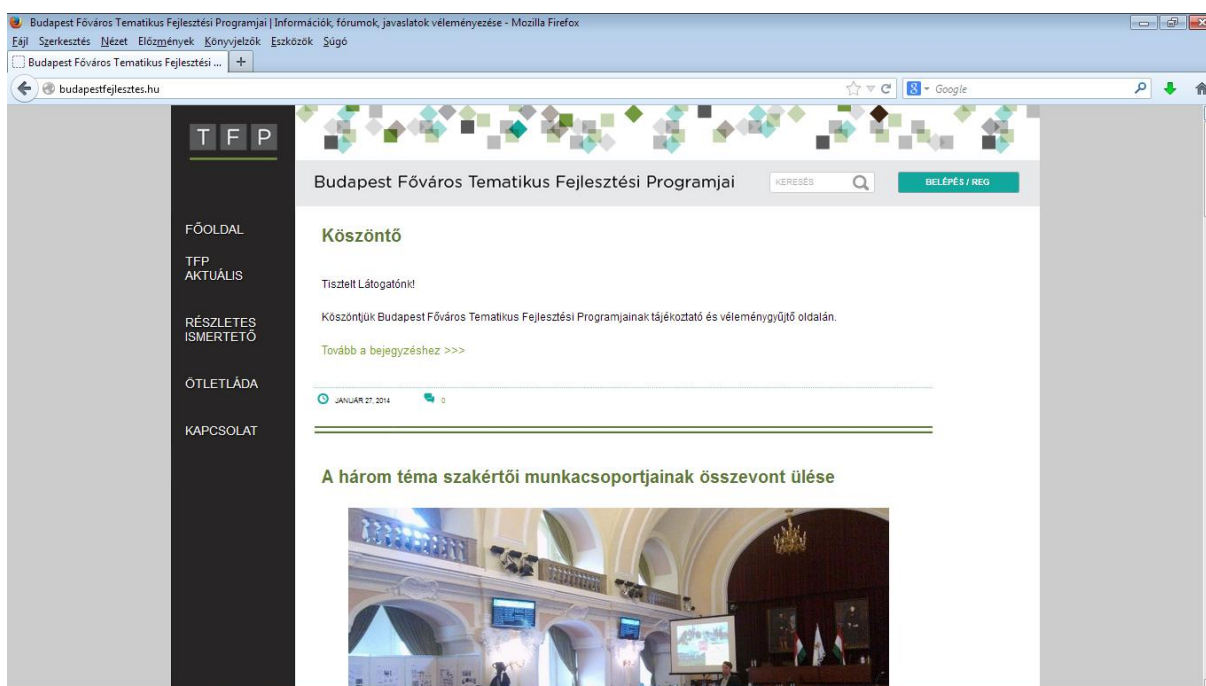 Budapest Főváros Tematikus Fejlesztési Programjai | Információk, fórumok, javaslatok véleményezése - Mozilla Firefox
Fájl Szerkesztés Nézet Előzmények Könyvjelzők Eszközök Súgó
Budapest Főváros Tematikus Fejlesztési ... +
budapestfejlesztes.hu
Google
T F P
Budapest Főváros Tematikus Fejlesztési Programjai
KERESÉS
BELÉPÉS / REG
FŐOLDAL
TFP
AKTUÁLIS
RÉSZLETES
ISMERTETŐ
ÖTLETLÁDA
KAPCSOLAT
Köszöntő
Tisztelt Látogatónk!
Köszöntjük Budapest Főváros Tematikus Fejlesztési Programjainak tájékoztató és véleménygyűjtő oldalán.
Tovább a bejegyzéshez >>>
JANUÁR 27, 2014 0
A három téma szakértői munkacsoportjainak összevont ülése